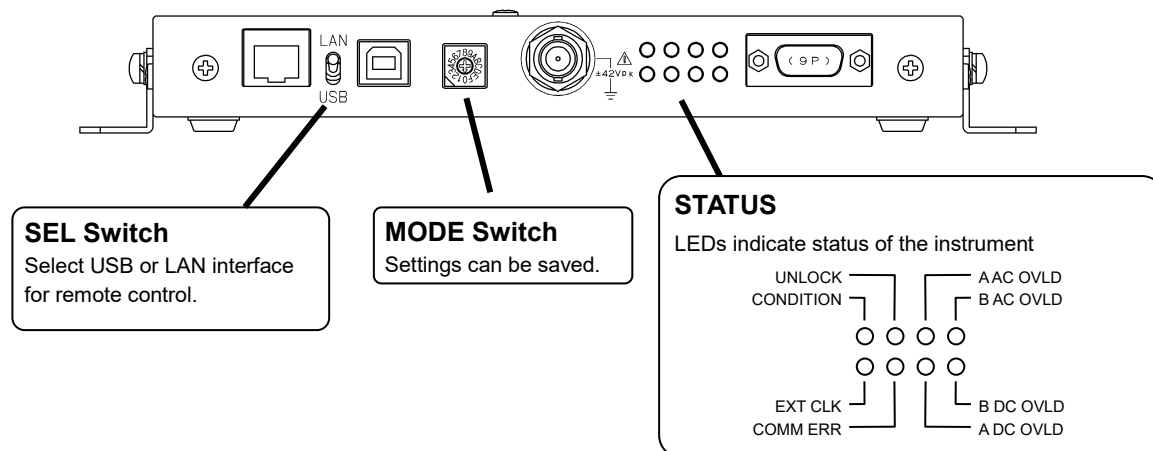 LAN
USB
0123456789ABCDEF
±42Vpk
(9P)
SEL Switch
Select USB or LAN interface
for remote control.
MODE Switch
Settings can be saved.
STATUS
LEDs indicate status of the instrument
UNLOCK
CONDITION
A AC OVLD
B AC OVLD
EXT CLK
COMM ERR
B DC OVLD
A DC OVLD